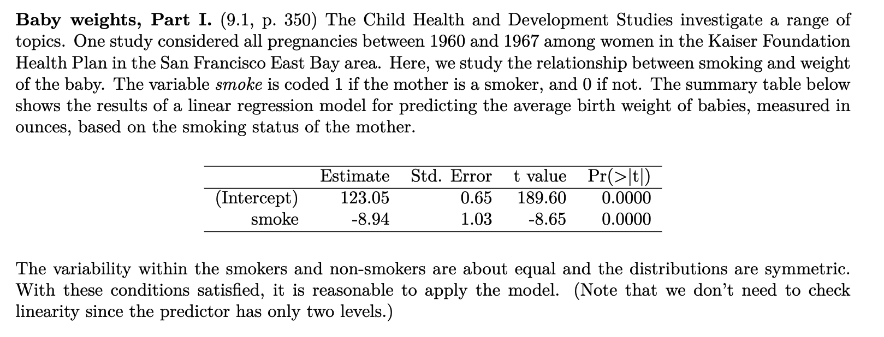 Baby weights, Part I. (9.1, p. 350) The Child Health and Development Studies investigate a range of
topics. One study considered all pregnancies between 1960 and 1967 among women in the Kaiser Foundation
Health Plan in the San Francisco East Bay area. Here, we study the relationship between smoking and weight
of the baby. The variable smoke is coded 1 if the mother is a smoker, and 0 if not. The summary table below
shows the results of a linear regression model for predicting the average birth weight of babies, measured in
ounces, based on the smoking status of the mother.
Estimate Std. Error t value Pr(>|t|)
(Intercept) 123.05 0.65 189.60 0.0000
smoke -8.94 1.03 -8.65 0.0000
The variability within the smokers and non-smokers are about equal and the distributions are symmetric.
With these conditions satisfied, it is reasonable to apply the model. (Note that we don't need to check
linearity since the predictor has only two levels.)